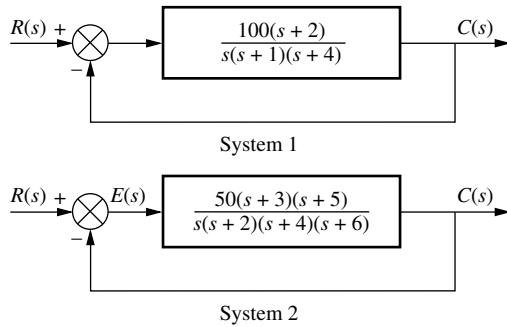 R(s) + 100(s + 2) C(s)
s(s + 1)(s + 4)
−
System 1
R(s) + E(s) 50(s + 3)(s + 5) C(s)
s(s + 2)(s + 4)(s + 6)
−
System 2